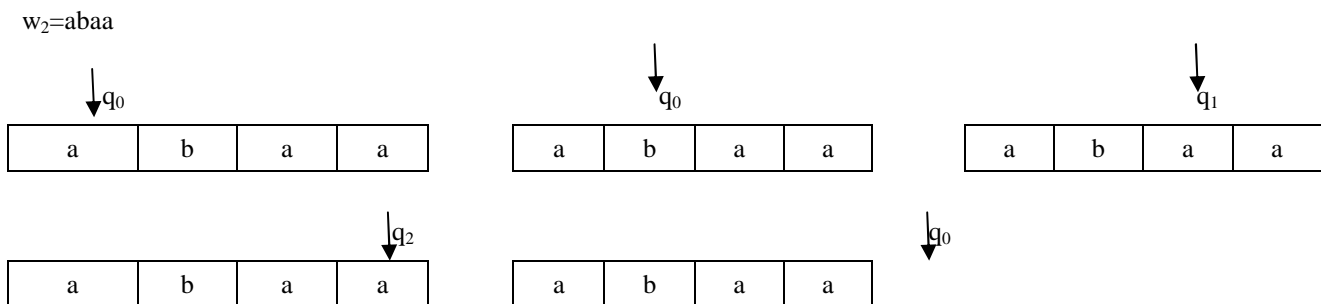 w₂=abaa
q₀ q₀ q₁
a b a a a b a a a b a a
q₂ q₀
a b a a a b a a